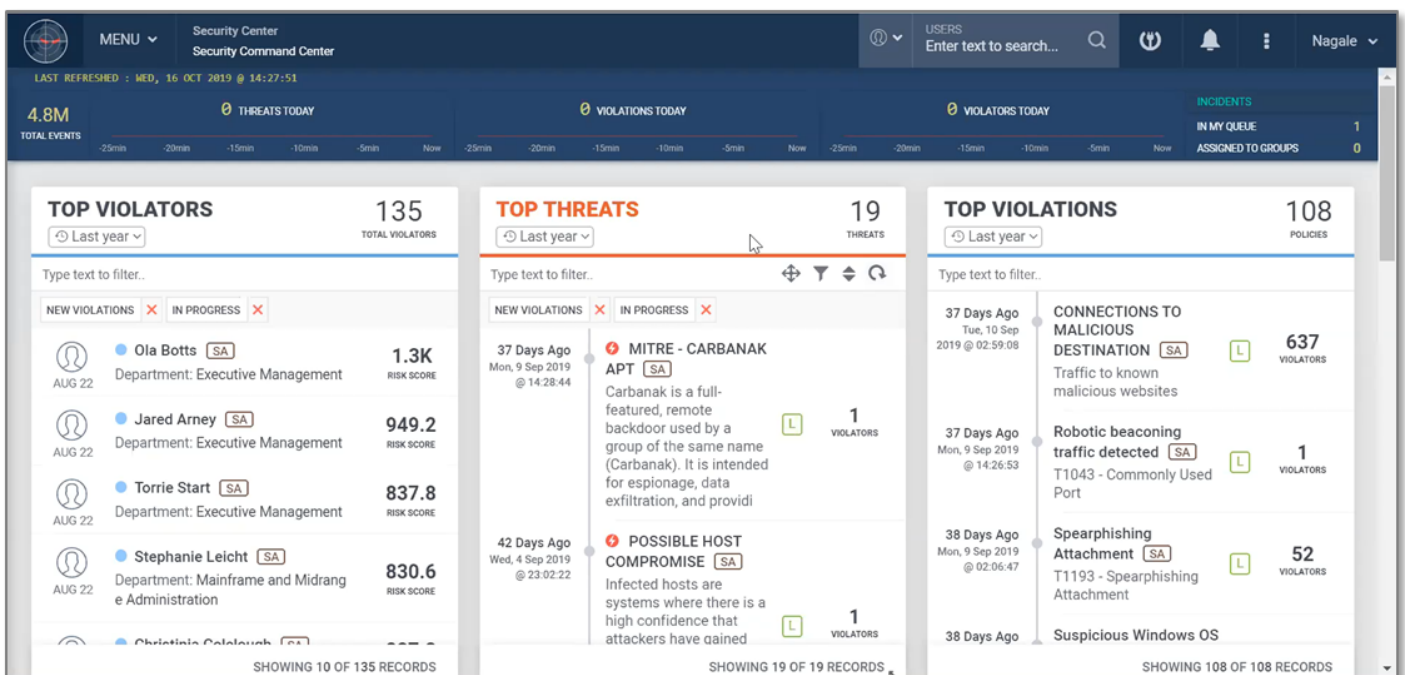 MENU
Security Center
Security Command Center
USERS
Enter text to search...
Nagale
LAST REFRESHED : WED, 16 OCT 2019 @ 14:27:51
4.8M
TOTAL EVENTS
0 THREATS TODAY
-25min -20min -15min -10min -5min Now
0 VIOLATIONS TODAY
-25min -20min -15min -10min -5min Now
0 VIOLATORS TODAY
-25min -20min -15min -10min -5min Now
INCIDENTS
IN MY QUEUE 1
ASSIGNED TO GROUPS 0
TOP VIOLATORS 135
Last year TOTAL VIOLATORS
Type text to filter..
NEW VIOLATIONS IN PROGRESS
AUG 22
Ola Botts SA
Department: Executive Management
1.3K
RISK SCORE
AUG 22
Jared Arney SA
Department: Executive Management
949.2
RISK SCORE
AUG 22
Torrie Start SA
Department: Executive Management
837.8
RISK SCORE
AUG 22
Stephanie Leicht SA
Department: Mainframe and Midrang
e Administration
830.6
RISK SCORE
SHOWING 10 OF 135 RECORDS
TOP THREATS 19
Last year THREATS
Type text to filter..
NEW VIOLATIONS IN PROGRESS
37 Days Ago
Mon, 9 Sep 2019
@ 14:28:44
MITRE - CARBANAK
APT SA
Carbanak is a full-
featured, remote
backdoor used by a
group of the same name
(Carbanak). It is intended
for espionage, data
exfiltration, and providi
L
1
VIOLATORS
42 Days Ago
Wed, 4 Sep 2019
@ 23:02:22
POSSIBLE HOST
COMPROMISE SA
Infected hosts are
systems where there is a
high confidence that
attackers have gained
L
1
VIOLATORS
SHOWING 19 OF 19 RECORDS
TOP VIOLATIONS 108
Last year POLICIES
Type text to filter..
37 Days Ago
Tue, 10 Sep
2019 @ 02:59:08
CONNECTIONS TO
MALICIOUS
DESTINATION SA
Traffic to known
malicious websites
L
637
VIOLATORS
37 Days Ago
Mon, 9 Sep 2019
@ 14:26:53
Robotic beaconing
traffic detected SA
T1043 - Commonly Used
Port
L
1
VIOLATORS
38 Days Ago
Mon, 9 Sep 2019
@ 02:06:47
Spearphishing
Attachment SA
T1193 - Spearphishing
Attachment
L
52
VIOLATORS
38 Days Ago
Suspicious Windows OS
SHOWING 108 OF 108 RECORDS